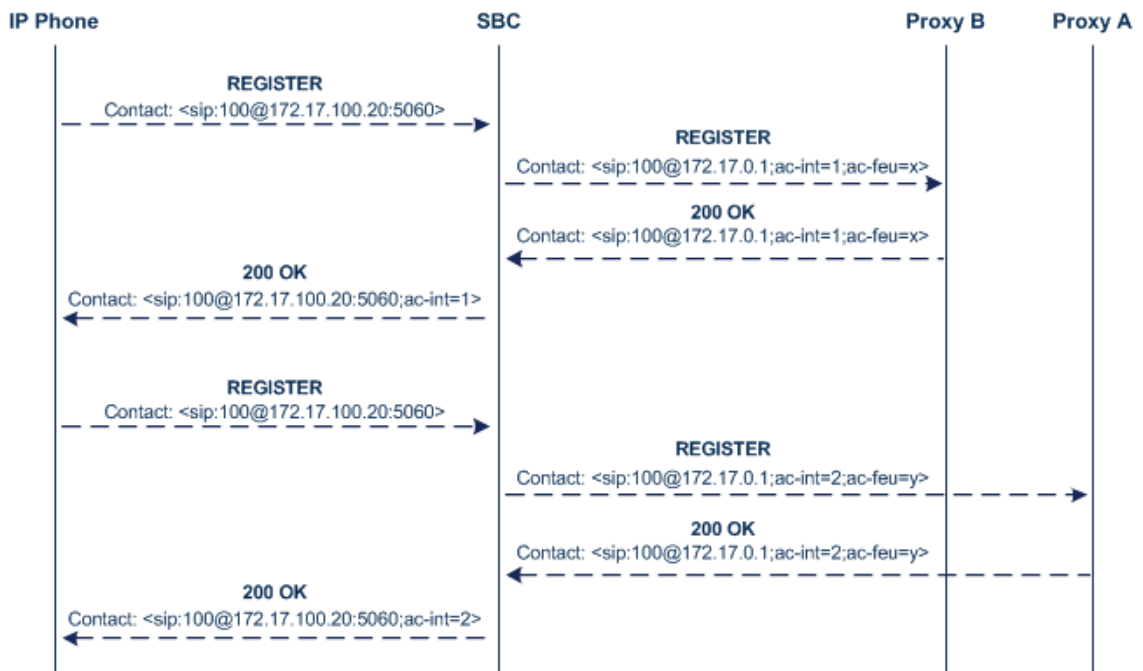 IP Phone SBC Proxy B Proxy A
REGISTER
Contact: <sip:100@172.17.100.20:5060>
REGISTER
Contact: <sip:100@172.17.0.1;ac-int=1;ac-feu=x>
200 OK
Contact: <sip:100@172.17.0.1;ac-int=1;ac-feu=x>
200 OK
Contact: <sip:100@172.17.100.20:5060;ac-int=1>
REGISTER
Contact: <sip:100@172.17.100.20:5060>
REGISTER
Contact: <sip:100@172.17.0.1;ac-int=2;ac-feu=y>
200 OK
Contact: <sip:100@172.17.0.1;ac-int=2;ac-feu=y>
200 OK
Contact: <sip:100@172.17.100.20:5060;ac-int=2>